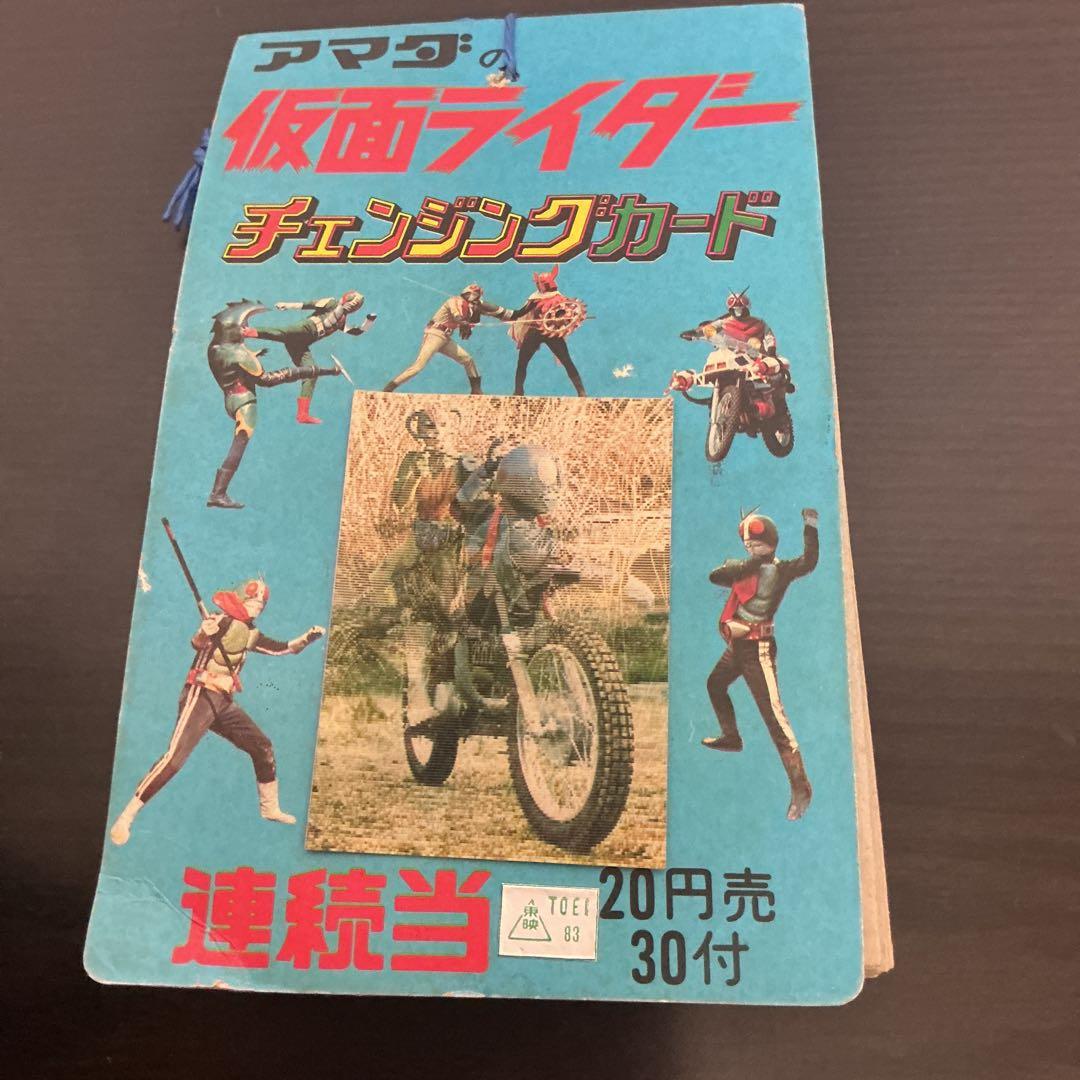 アマダの
仮面ライダー
チェンジングカード
連続当
東映
TOEI
83
20円売
30付